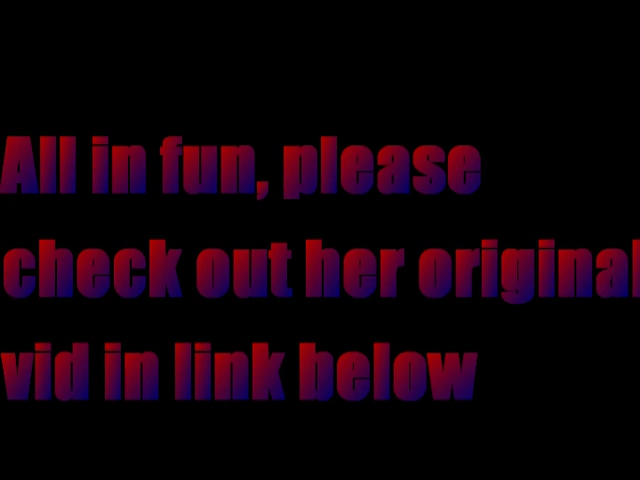 All in fun, please
check out her original
vid in link below